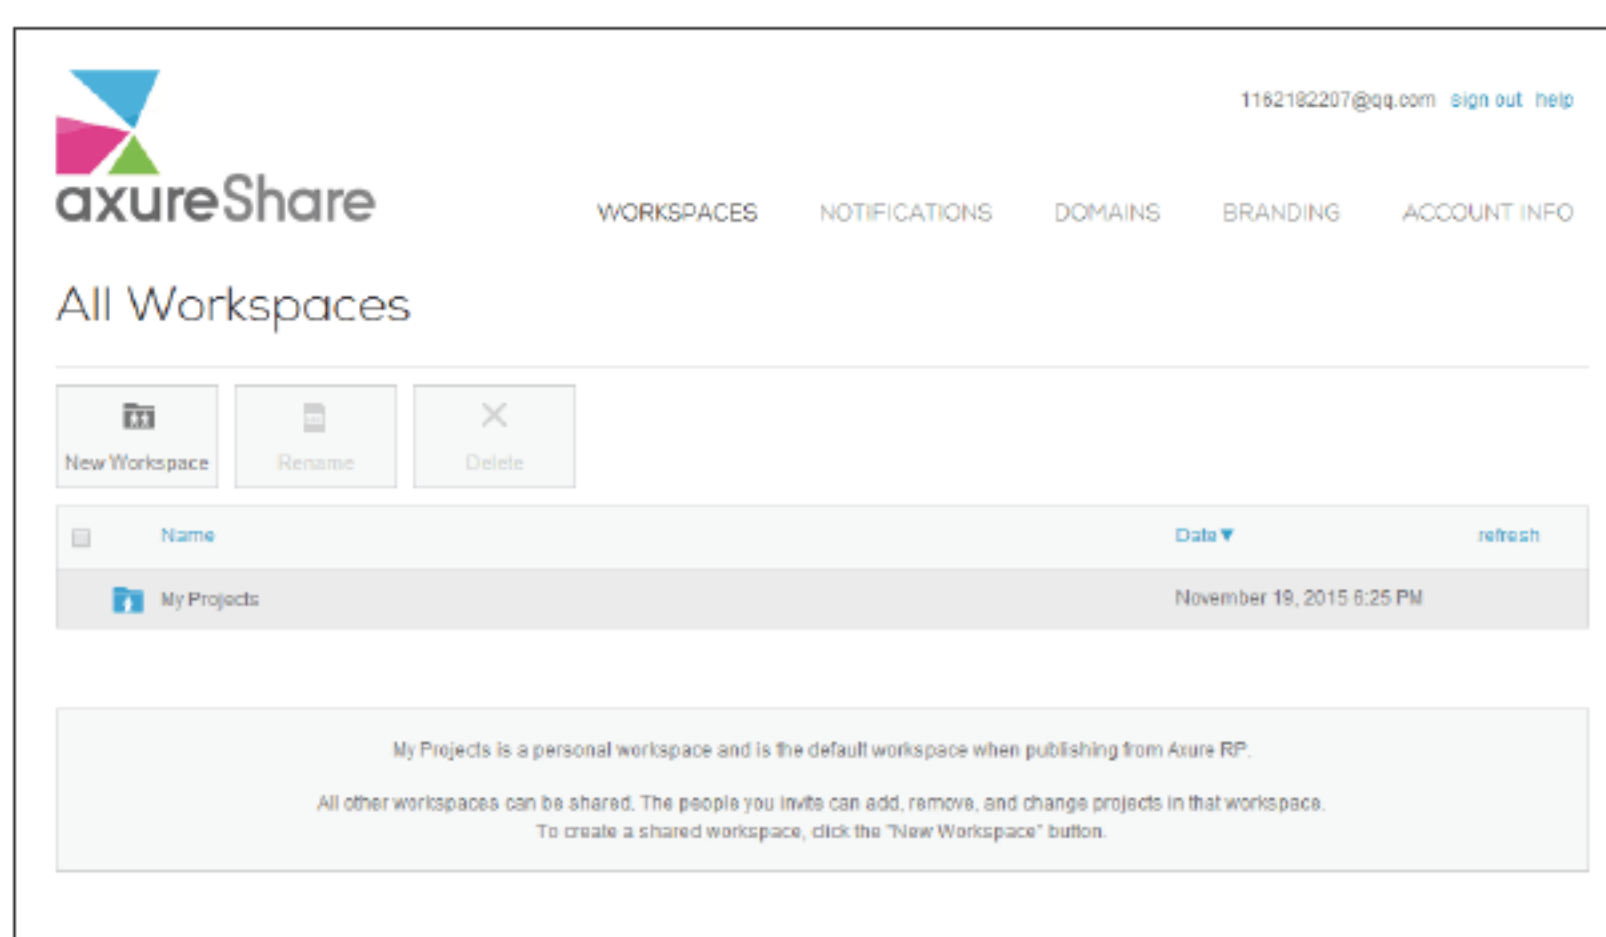 1162182207@qq.com sign out help
axureShare
WORKSPACES NOTIFICATIONS DOMAINS BRANDING ACCOUNT INFO
All Workspaces
New Workspace Rename Delete
Name Date▼ refresh
My Projects November 19, 2015 6:25 PM
My Projects is a personal workspace and is the default workspace when publishing from Axure RP.
All other workspaces can be shared. The people you invite can add, remove, and change projects in that workspace.
To create a shared workspace, click the "New Workspace" button.